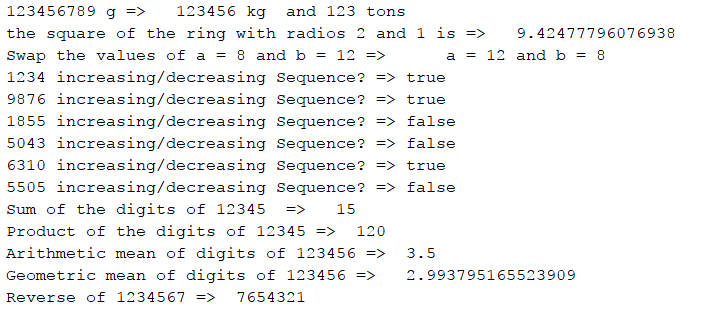 123456789 g =>   123456 kg  and 123 tons
the square of the ring with radios 2 and 1 is =>   9.42477796076938
Swap the values of a = 8 and b = 12 =>      a = 12 and b = 8
1234 increasing/decreasing Sequence? => true
9876 increasing/decreasing Sequence? => true
1855 increasing/decreasing Sequence? => false
5043 increasing/decreasing Sequence? => false
6310 increasing/decreasing Sequence? => true
5505 increasing/decreasing Sequence? => false
Sum of the digits of 12345  =>   15
Product of the digits of 12345 =>  120
Arithmetic mean of digits of 123456 =>  3.5
Geometric mean of digits of 123456 =>   2.993795165523909
Reverse of 1234567 =>  7654321